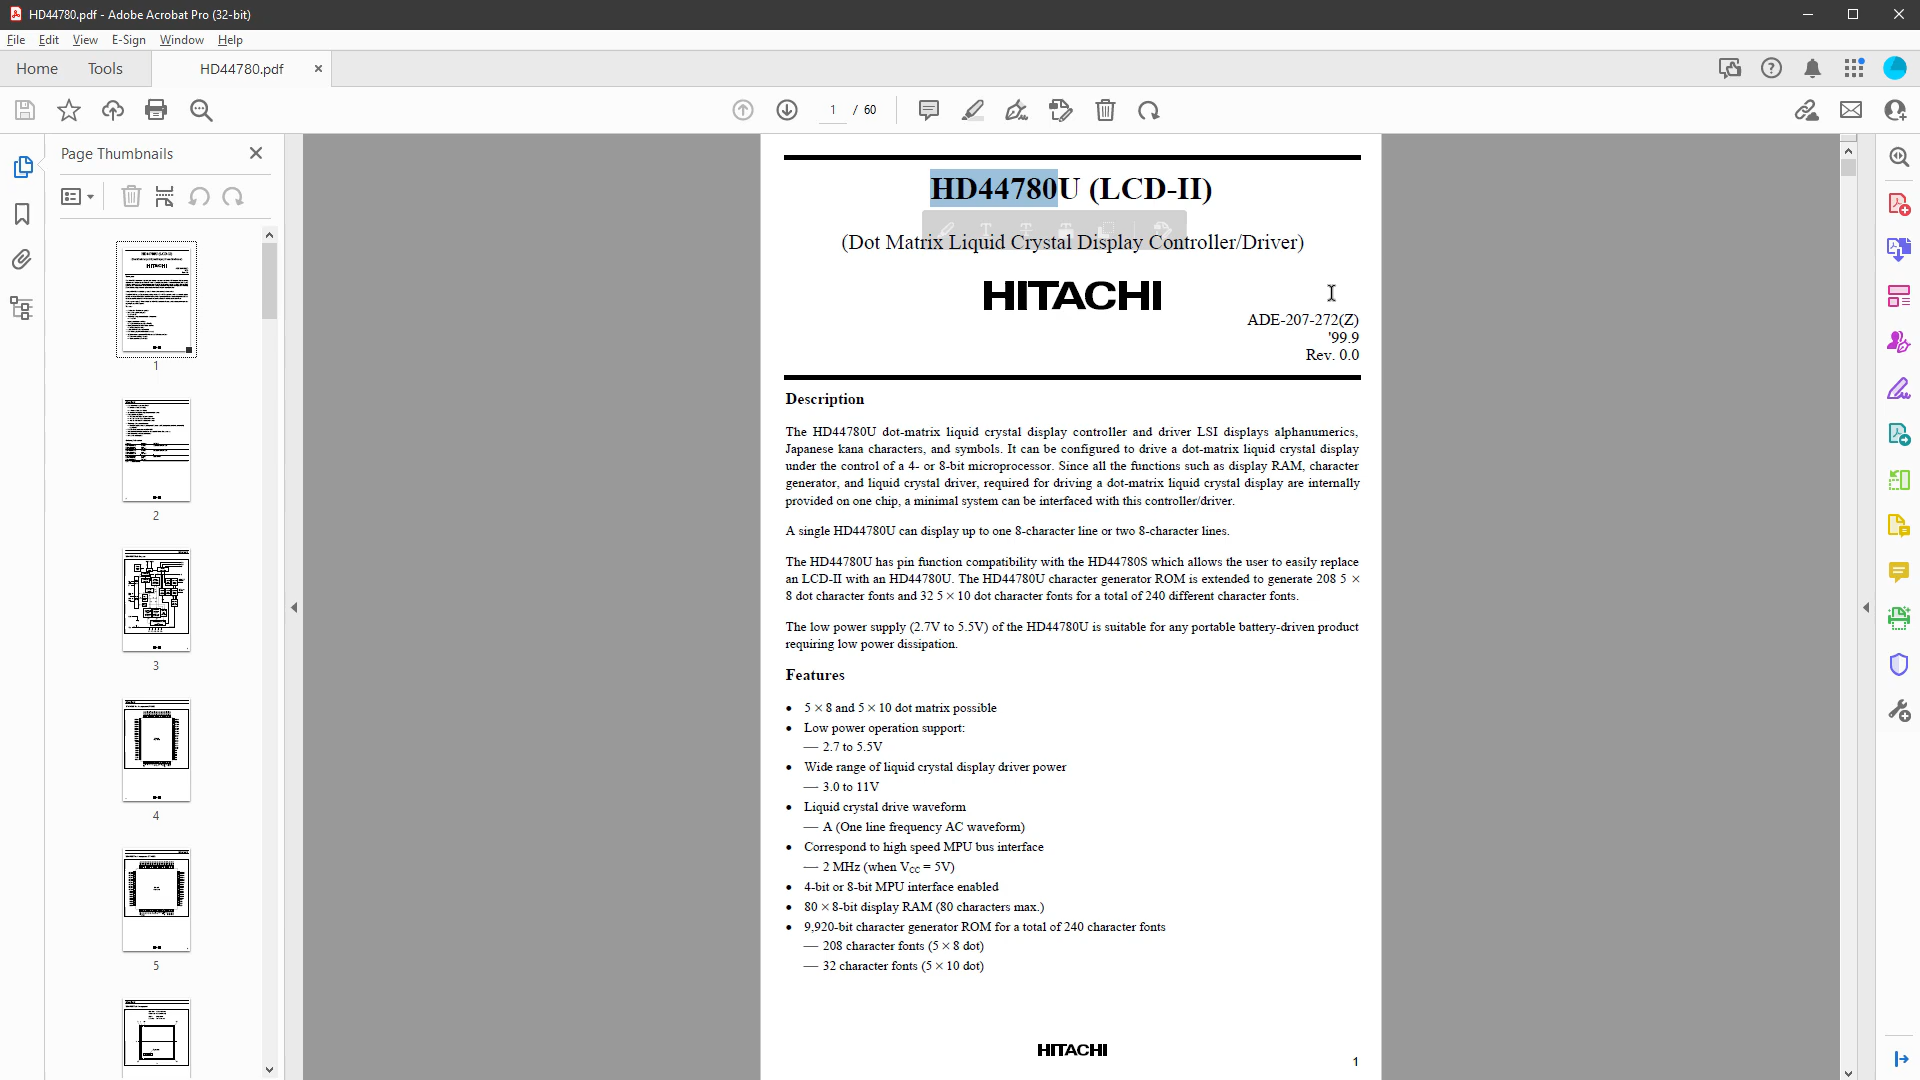 HD44780.pdf - Adobe Acrobat Pro (32-bit)
File Edit View E-Sign Window Help
Home Tools HD44780.pdf
1 / 60
Page Thumbnails
1
2
3
4
5
HD44780U (LCD-II)
(Dot Matrix Liquid Crystal Display Controller/Driver)
HITACHI
ADE-207-272(Z)
'99.9
Rev. 0.0
Description
The HD44780U dot-matrix liquid crystal display controller and driver LSI displays alphanumerics,
Japanese kana characters, and symbols. It can be configured to drive a dot-matrix liquid crystal display
under the control of a 4- or 8-bit microprocessor. Since all the functions such as display RAM, character
generator, and liquid crystal driver, required for driving a dot-matrix liquid crystal display are internally
provided on one chip, a minimal system can be interfaced with this controller/driver.
A single HD44780U can display up to one 8-character line or two 8-character lines.
The HD44780U has pin function compatibility with the HD44780S which allows the user to easily replace
an LCD-II with an HD44780U. The HD44780U character generator ROM is extended to generate 208 5 ×
8 dot character fonts and 32 5 × 10 dot character fonts for a total of 240 different character fonts.
The low power supply (2.7V to 5.5V) of the HD44780U is suitable for any portable battery-driven product
requiring low power dissipation.
Features
• 5 × 8 and 5 × 10 dot matrix possible
• Low power operation support:
— 2.7 to 5.5V
• Wide range of liquid crystal display driver power
— 3.0 to 11V
• Liquid crystal drive waveform
— A (One line frequency AC waveform)
• Correspond to high speed MPU bus interface
— 2 MHz (when VCC = 5V)
• 4-bit or 8-bit MPU interface enabled
• 80 × 8-bit display RAM (80 characters max.)
• 9,920-bit character generator ROM for a total of 240 character fonts
— 208 character fonts (5 × 8 dot)
— 32 character fonts (5 × 10 dot)
HITACHI
1